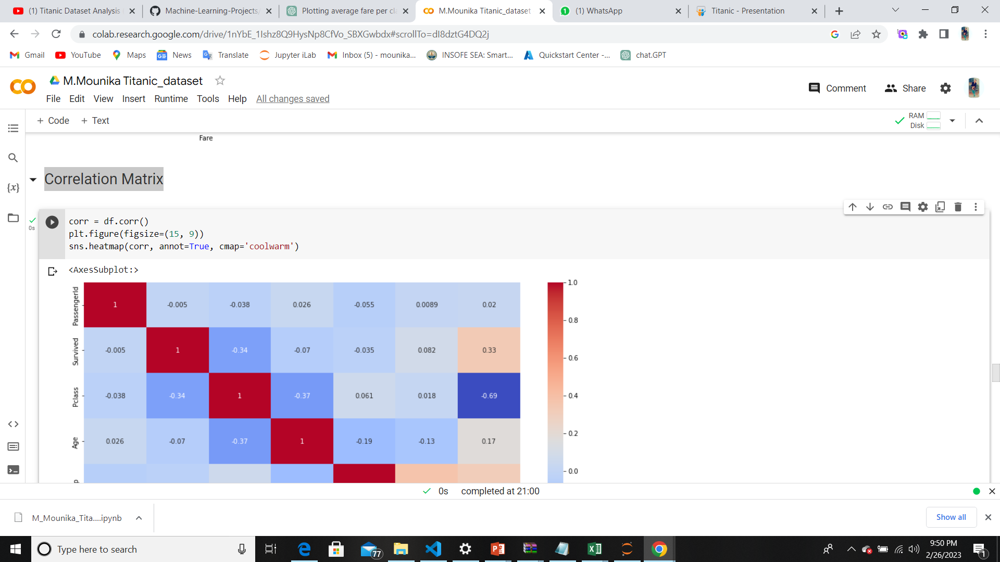 (1) Titanic Dataset Analysis
Machine-Learning-Projects/
Plotting average fare per cla
M.Mounika Titanic_dataset
(1) WhatsApp
Titanic - Presentation
colab.research.google.com/drive/1nYbE_1Ishz8Q9HysNp8CfVo_SBXGwbdx#scrollTo=dI8dztG4DQ2j
Gmail
YouTube
Maps
News
Translate
Jupyter iLab
Inbox (5) - mounika...
INSOFE SEA: Smart...
Quickstart Center -...
chat.GPT
M.Mounika Titanic_dataset
File Edit View Insert Runtime Tools Help All changes saved
Comment
Share
+ Code + Text
RAM
Disk
Fare
Correlation Matrix
{x}
0s
corr = df.corr()
plt.figure(figsize=(15, 9))
sns.heatmap(corr, annot=True, cmap='coolwarm')
<AxesSubplot:>
PassengerId 1 -0.005 -0.038 0.026 -0.055 0.0089 0.02
Survived -0.005 1 -0.34 -0.07 -0.035 0.082 0.33
Pclass -0.038 -0.34 1 -0.37 0.061 0.018 -0.69
Age 0.026 -0.07 -0.37 1 -0.19 -0.13 0.17
p
1.0
0.8
0.6
0.4
0.2
0.0
0s completed at 21:00
M_Mounika_Tita....ipynb
Show all
Type here to search
77
9:50 PM
2/26/2023
1